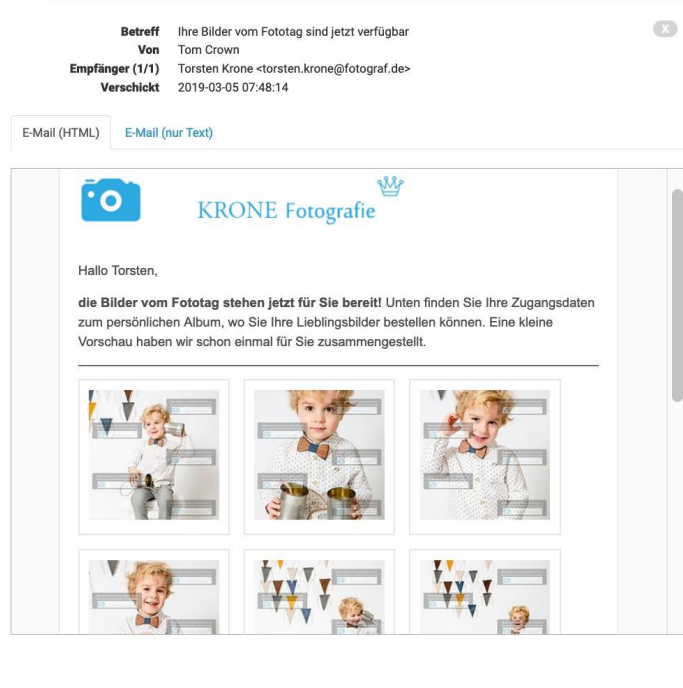 Betreff Ihre Bilder vom Fototag sind jetzt verfügbar
X
Von Tom Crown
Empfänger (1/1) Torsten Krone <torsten.krone@fotograf.de>
Verschickt 2019-03-05 07:48:14
E-Mail (HTML) E-Mail (nur Text)
KRONE Fotografie
Hallo Torsten,
die Bilder vom Fototag stehen jetzt für Sie bereit! Unten finden Sie Ihre Zugangsdaten
zum persönlichen Album, wo Sie Ihre Lieblingsbilder bestellen können. Eine kleine
Vorschau haben wir schon einmal für Sie zusammengestellt.